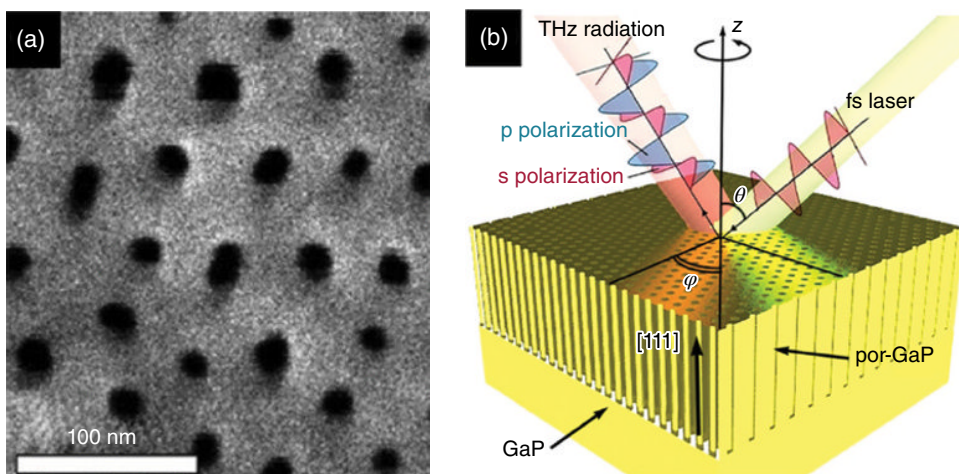 (a)
100 nm
(b)
THz radiation
z
fs laser
p polarization
s polarization
θ
φ
[111]
por-GaP
GaP